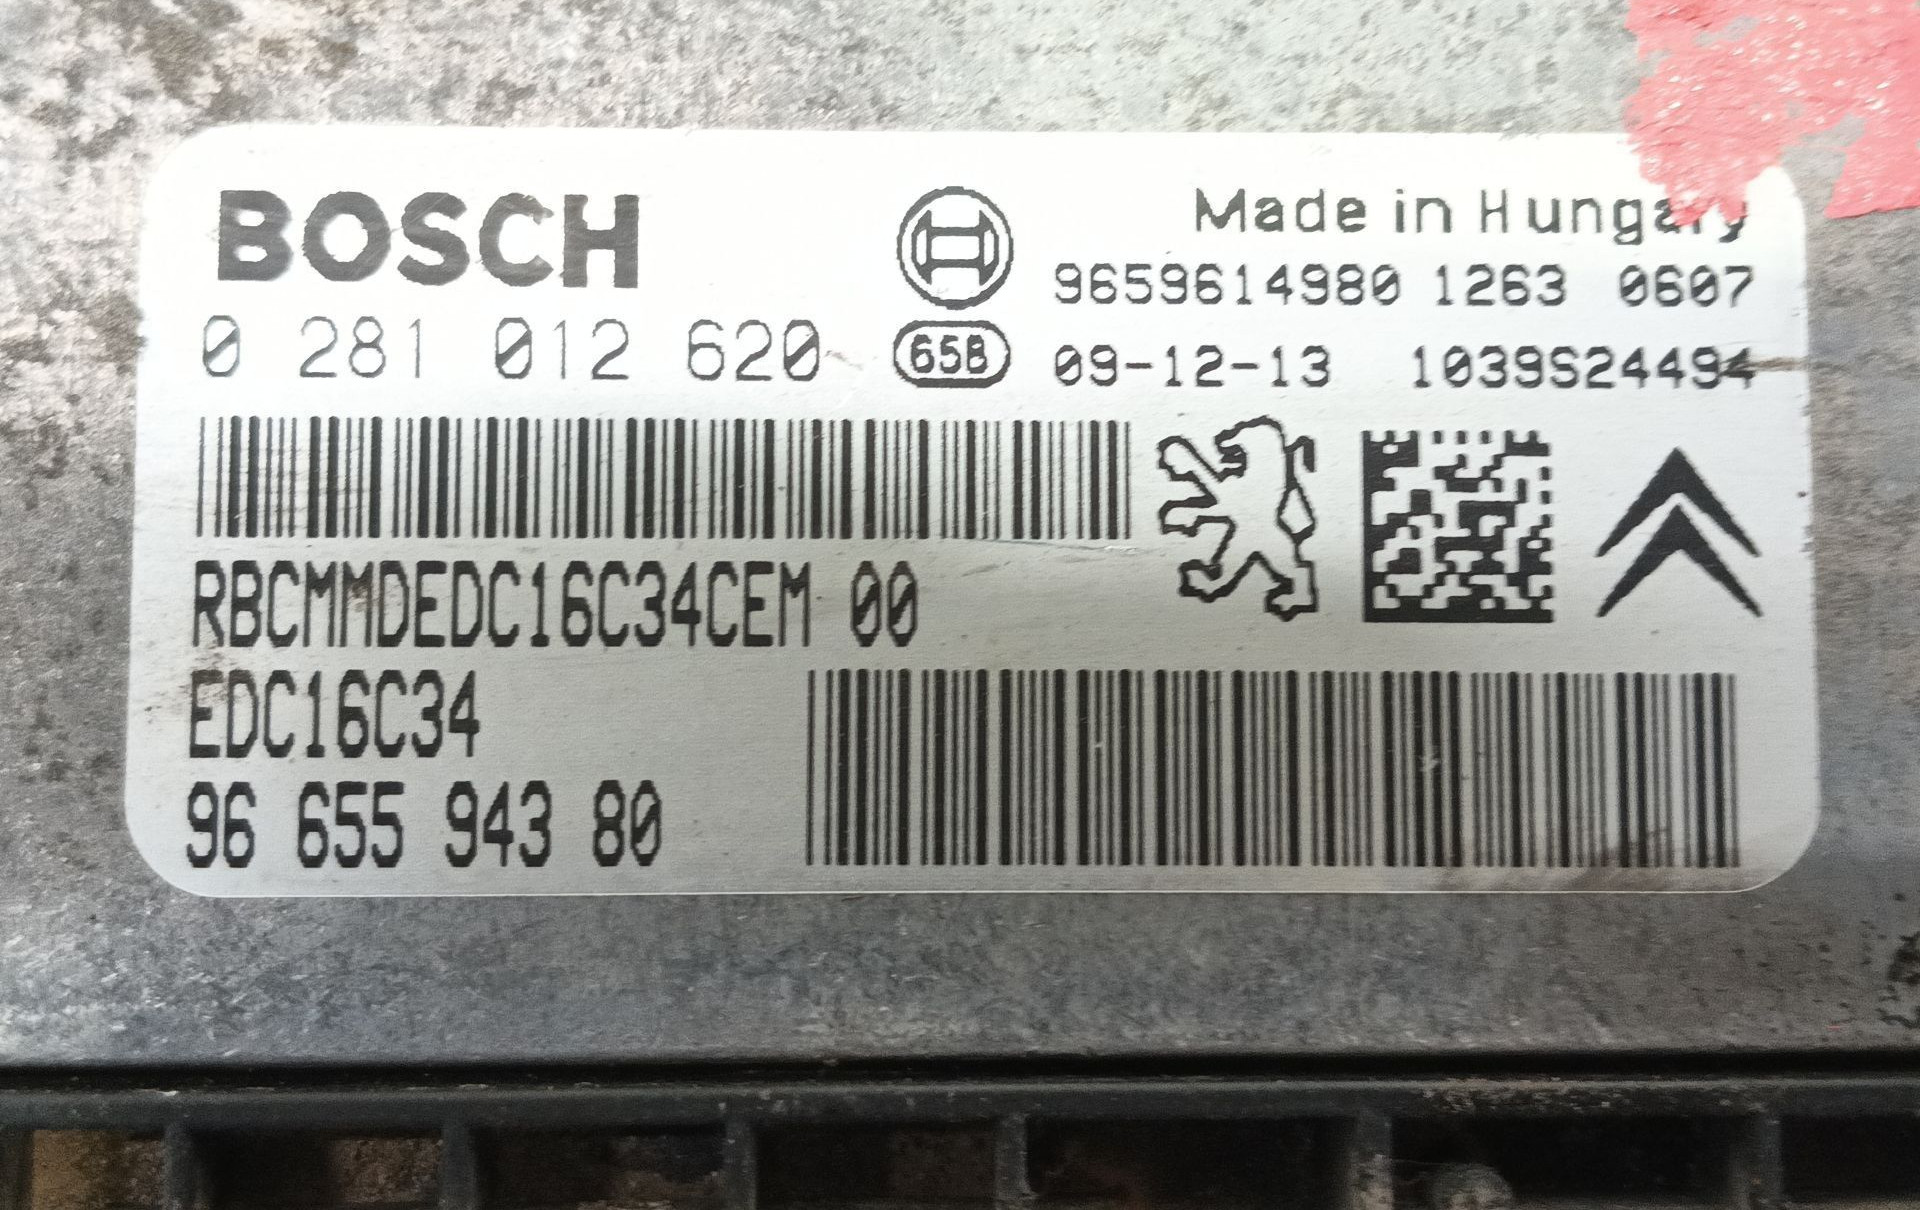 BOSCH
Made in Hungary
9659614980 1263 0607
0 281 012 620
65B
09-12-13 1039S24494
RBCMMDEDC16C34CEM 00
EDC16C34
96 655 943 80